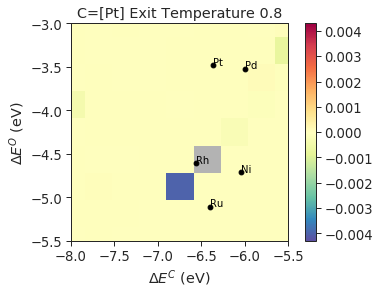 C=[Pt] Exit Temperature 0.8
−3.0
−3.5
−4.0
−4.5
−5.0
−5.5
ΔE^O (eV)
−8.0 −7.5 −7.0 −6.5 −6.0 −5.5
ΔE^C (eV)
Pt
Pd
Rh
Ni
Ru
0.004
0.003
0.002
0.001
0.000
−0.001
−0.002
−0.003
−0.004